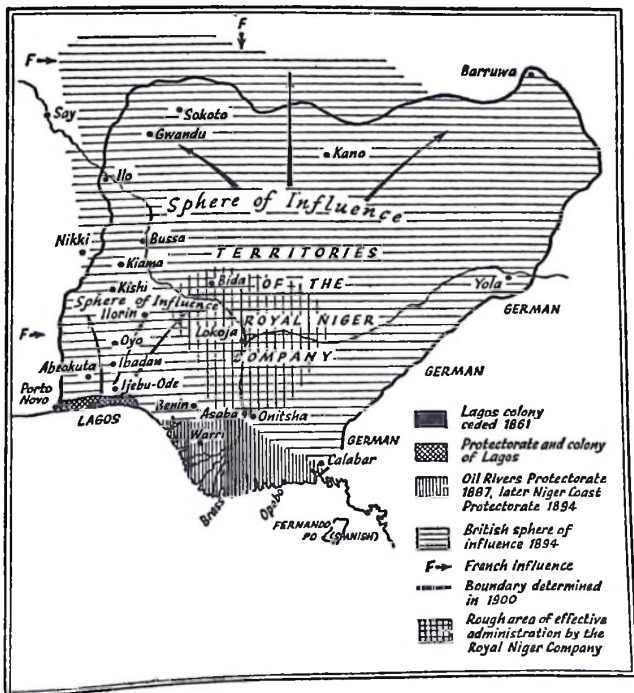 F
F
Barruwa
Say
Sokoto
Gwandu
Kano
Ilo
Sphere of Influence
Nikki
Bussa
TERRITORIES
Kiama
Bida
OF THE
Yola
Kishi
GERMAN
Sphere of Influence
Ilorin
ROYAL NIGER
F
Lokoja
Oyo
COMPANY
Abeokuta
Ibadan
GERMAN
Porto
Novo
Ijebu-Ode
Benin
Asaba
Onitsha
LAGOS
Warri
GERMAN
Calabar
Brass
Opobo
FERNANDO
PO (SPANISH)
Lagos colony
ceded 1861
Protectorate and colony
of Lagos
Oil Rivers Protectorate
1887, later Niger Coast
Protectorate 1894
British sphere of
influence 1894
F French influence
Boundary determined
in 1900
Rough area of effective
administration by the
Royal Niger Company